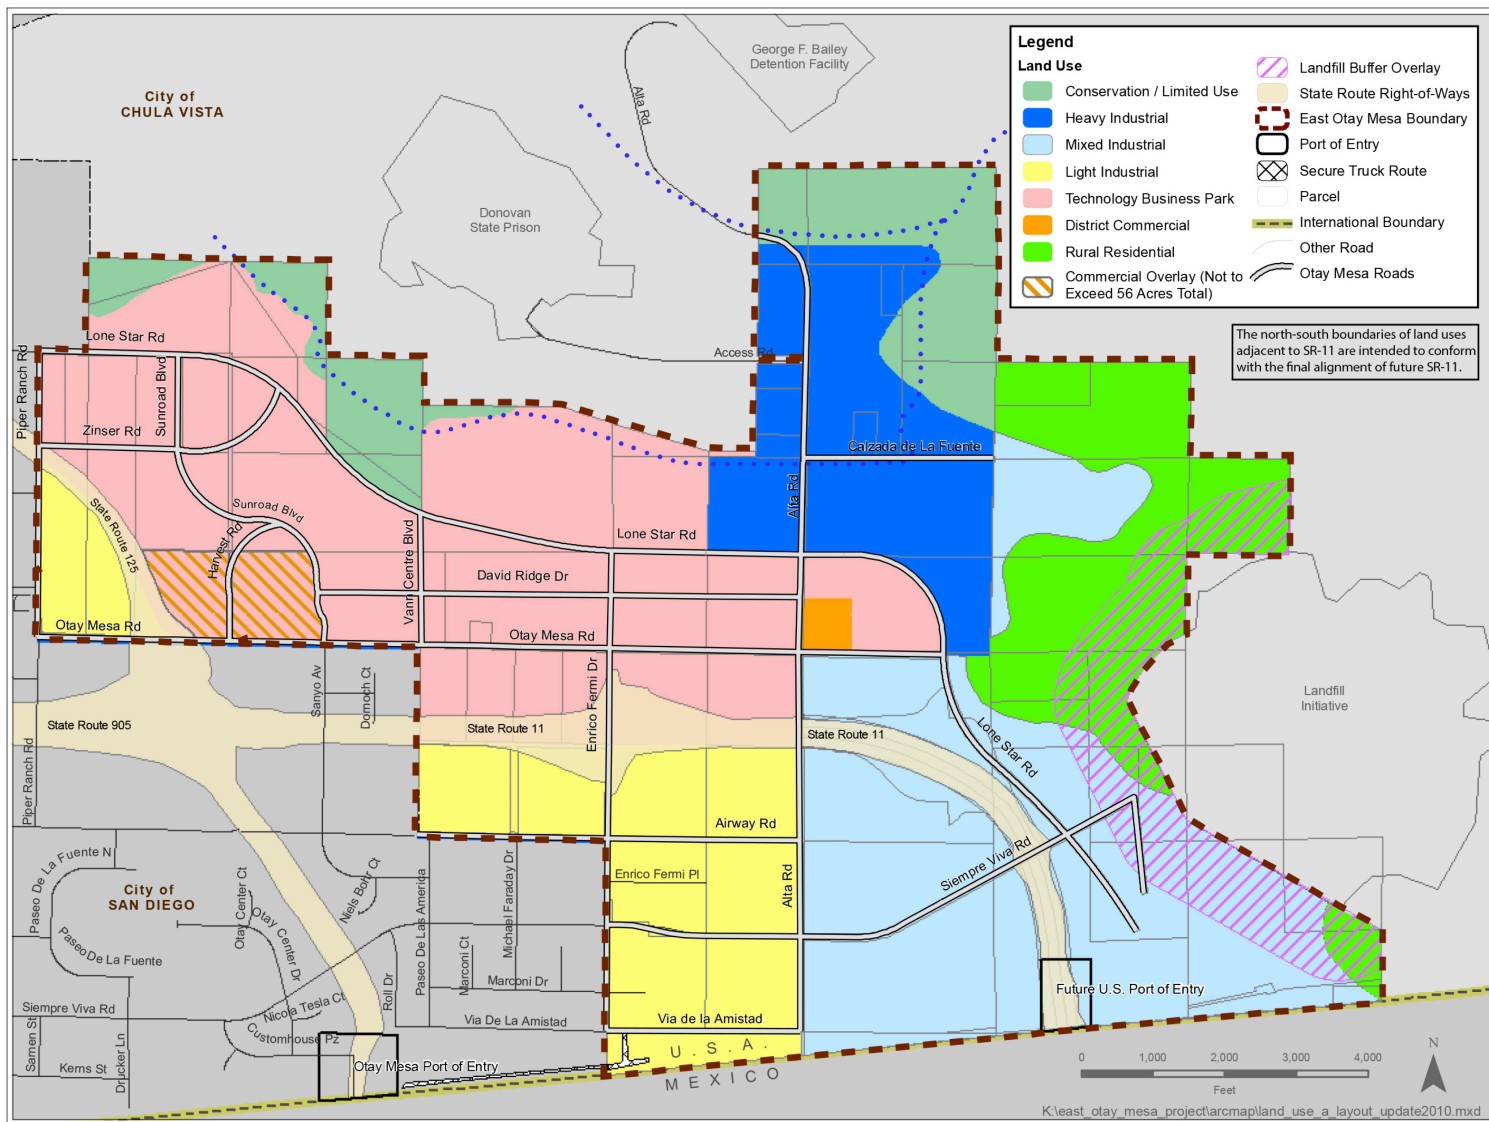 Legend
Land Use
Conservation / Limited Use
Heavy Industrial
Mixed Industrial
Light Industrial
Technology Business Park
District Commercial
Rural Residential
Commercial Overlay (Not to
Exceed 56 Acres Total)
Landfill Buffer Overlay
State Route Right-of-Ways
East Otay Mesa Boundary
Port of Entry
Secure Truck Route
Parcel
International Boundary
Other Road
Otay Mesa Roads
The north-south boundaries of land uses
adjacent to SR-11 are intended to conform
with the final alignment of future SR-11.
City of
CHULA VISTA
George F. Bailey
Detention Facility
Alta Rd
Donovan
State Prison
Access Rd
Lone Star Rd
Piper Ranch Rd
Sunroad Blvd
Zinser Rd
Calzada de La Fuente
State Route 125
Sunroad Blvd
Harvest Rd
Vann Centre Blvd
Alta Rd
Lone Star Rd
David Ridge Dr
Otay Mesa Rd
Otay Mesa Rd
Sanyo Av
Dornoch Ct
Enrico Fermi Dr
Landfill
Initiative
State Route 905
State Route 11
State Route 11
Lone Star Rd
Piper Ranch Rd
Airway Rd
Paseo De La Fuente N
City of
SAN DIEGO
Otay Center Ct
Niels Bohr Ct
Paseo De Las Americas
Michael Faraday Dr
Enrico Fermi Pl
Alta Rd
Siempre Viva Rd
Otay Center Dr
Paseo De La Fuente
Marconi Ct
Marconi Dr
Roll Dr
Siempre Viva Rd
Nicola Tesla Ct
Via De La Amistad
Via de la Amistad
Future U.S. Port of Entry
Siamen St
Drucker Ln
Customhouse Pz
Kerns St
Otay Mesa Port of Entry
U.S.A.
MEXICO
0 1,000 2,000 3,000 4,000
Feet
N
K:\east_otay_mesa_project\arcmap\land_use_a_layout_update2010.mxd